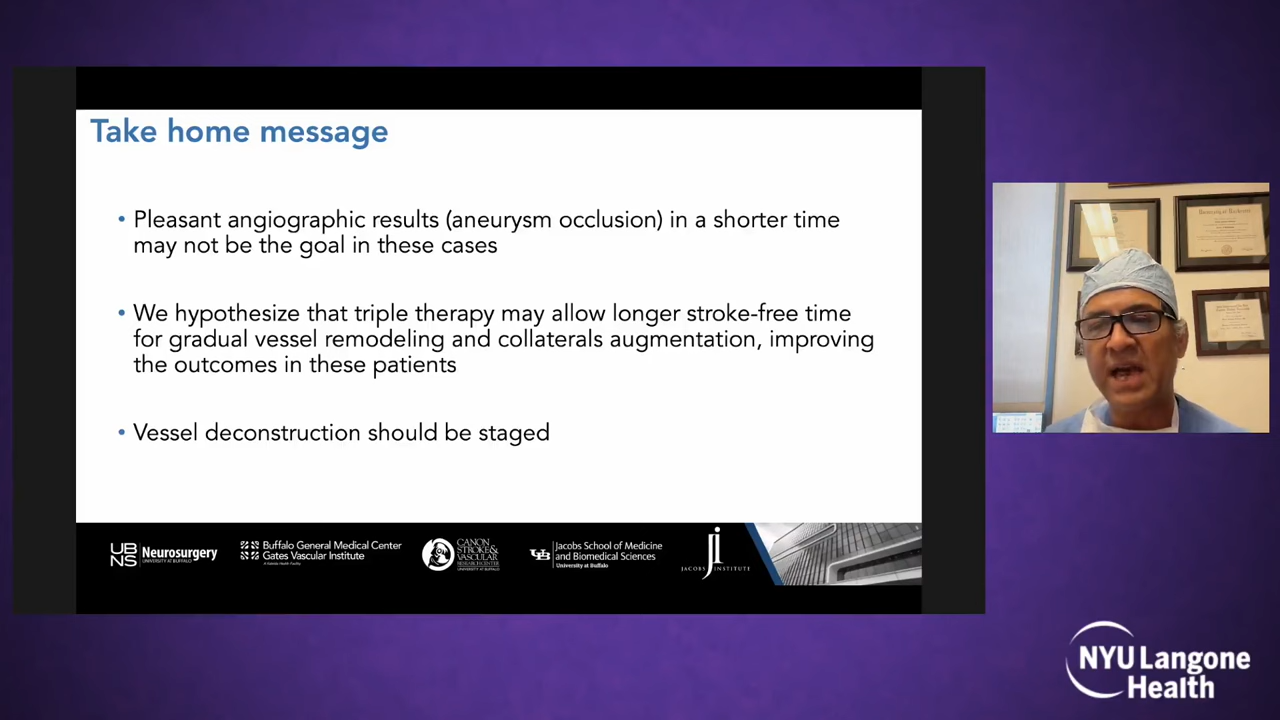 Take home message
• Pleasant angiographic results (aneurysm occlusion) in a shorter time
may not be the goal in these cases
• We hypothesize that triple therapy may allow longer stroke-free time
for gradual vessel remodeling and collaterals augmentation, improving
the outcomes in these patients
• Vessel deconstruction should be staged
UB
NS
Neurosurgery
UNIVERSITY AT BUFFALO
Buffalo General Medical Center
Gates Vascular Institute
A Kaleida Health Facility
CANON
STROKE &
VASCULAR
RESEARCH CENTER
UNIVERSITY AT BUFFALO
UB
Jacobs School of Medicine
and Biomedical Sciences
University at Buffalo
JI
JACOBS INSTITUTE
NYU Langone
Health